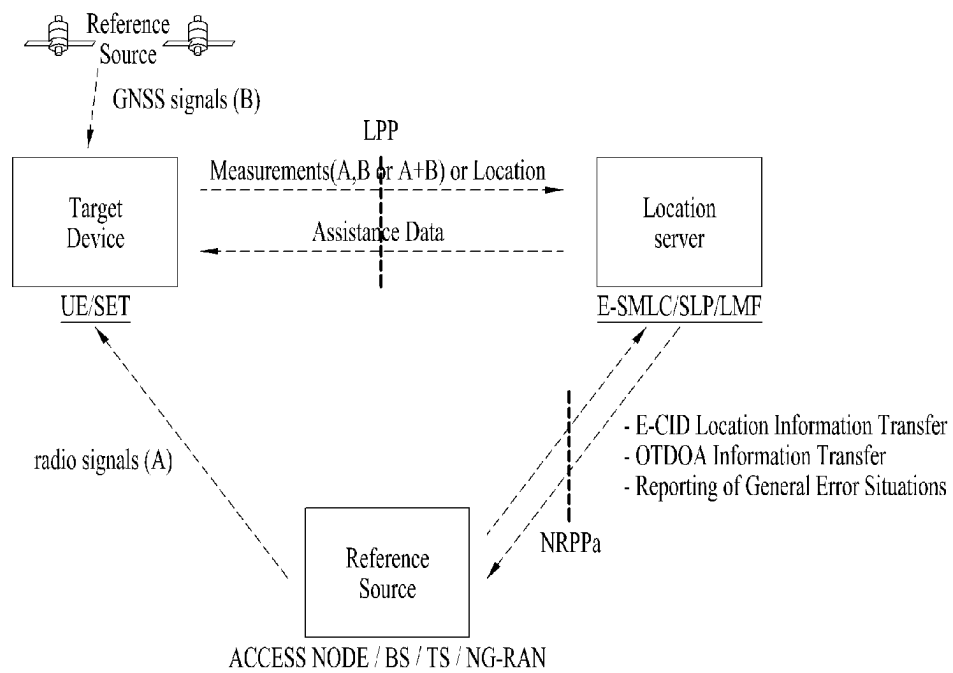 Reference
Source
GNSS signals (B)
LPP
Measurements(A,B or A+B) or Location
Assistance Data
Target
Device
Location
server
UE/SET
E-SMLC/SLP/LMF
radio signals (A)
- E-CID Location Information Transfer
- OTDOA Information Transfer
- Reporting of General Error Situations
NRPPa
Reference
Source
ACCESS NODE / BS / TS / NG-RAN